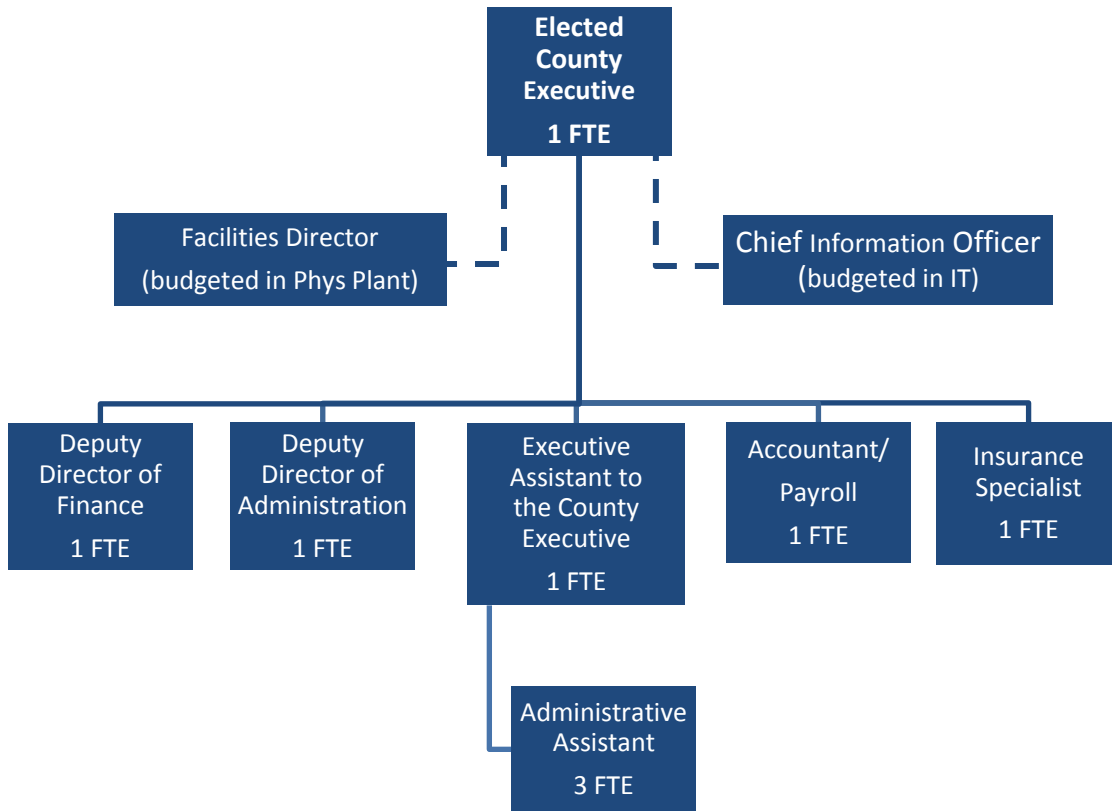 Elected
County
Executive
1 FTE
Facilities Director
(budgeted in Phys Plant)
Chief Information Officer
(budgeted in IT)
Deputy
Director of
Finance
1 FTE
Deputy
Director of
Administration
1 FTE
Executive
Assistant to
the County
Executive
1 FTE
Accountant/
Payroll
1 FTE
Insurance
Specialist
1 FTE
Administrative
Assistant
3 FTE